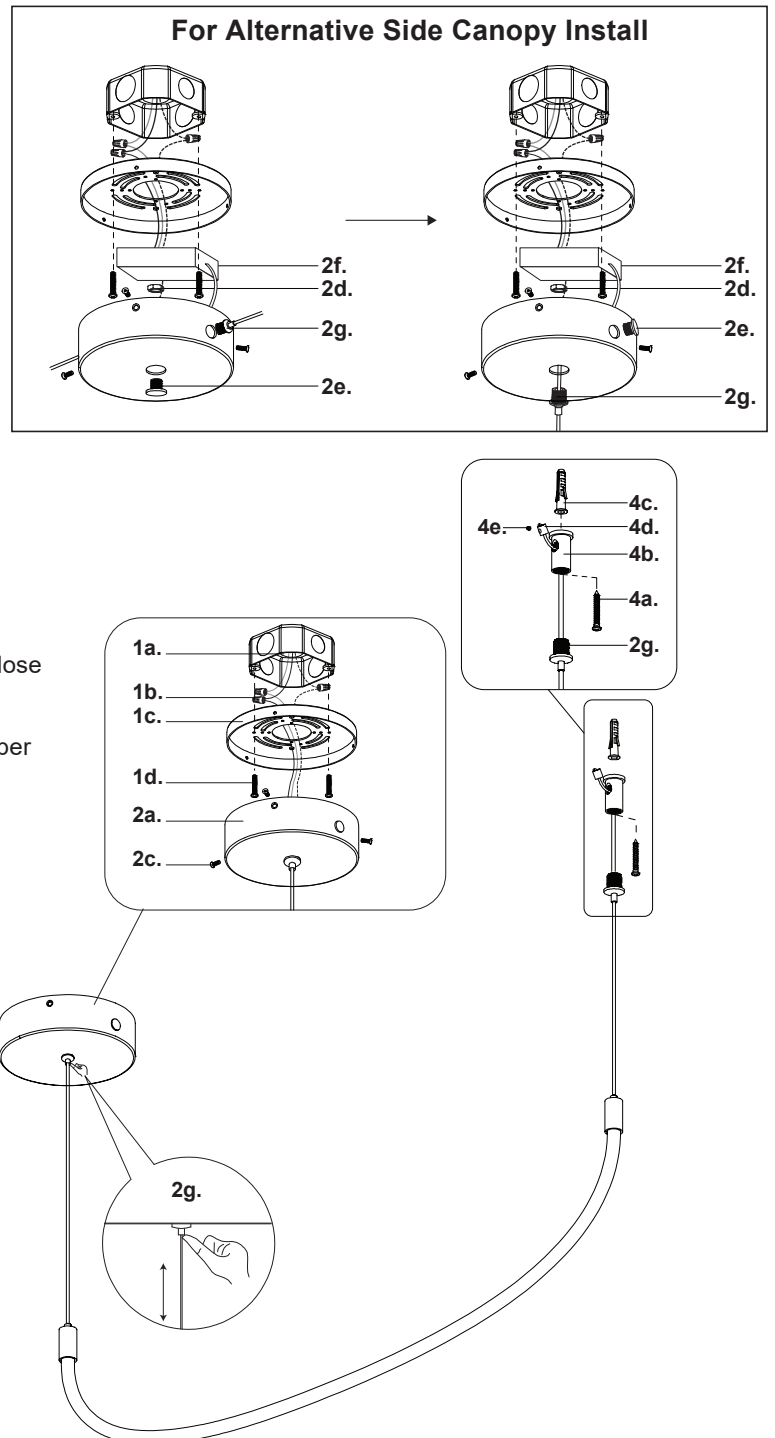 For Alternative Side Canopy Install
2f.
2d.
2g.
2e.
2f.
2d.
2e.
2g.
4c.
4e.
4d.
4b.
4a.
2g.
1a.
1b.
1c.
1d.
2a.
2c.
2g.